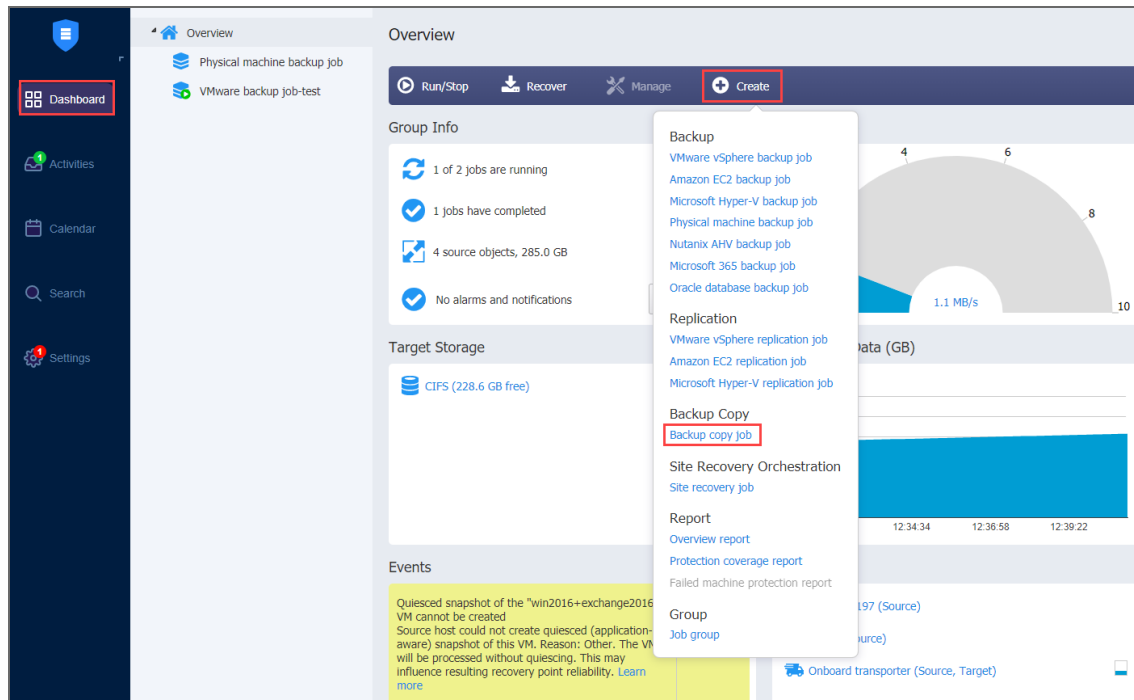 Overview
Physical machine backup job
VMware backup job-test
Dashboard
Activities
1
Calendar
Search
Settings
1
Overview
Run/Stop
Recover
Manage
Create
Group Info
1 of 2 jobs are running
1 jobs have completed
4 source objects, 285.0 GB
No alarms and notifications
Target Storage
CIFS (228.6 GB free)
Events
Quiesced snapshot of the "win2016+exchange2016
VM cannot be created
Source host could not create quiesced (application-
aware) snapshot of this VM. Reason: Other. The VM
will be processed without quiescing. This may
influence resulting recovery point reliability. Learn
more
Backup
VMware vSphere backup job
Amazon EC2 backup job
Microsoft Hyper-V backup job
Physical machine backup job
Nutanix AHV backup job
Microsoft 365 backup job
Oracle database backup job
Replication
VMware vSphere replication job
Amazon EC2 replication job
Microsoft Hyper-V replication job
Backup Copy
Backup copy job
Site Recovery Orchestration
Site recovery job
Report
Overview report
Protection coverage report
Failed machine protection report
Group
Job group
4
6
8
10
1.1 MB/s
(GB)
12:34:34
12:36:58
12:39:22
197 (Source)
Onboard transporter (Source, Target)